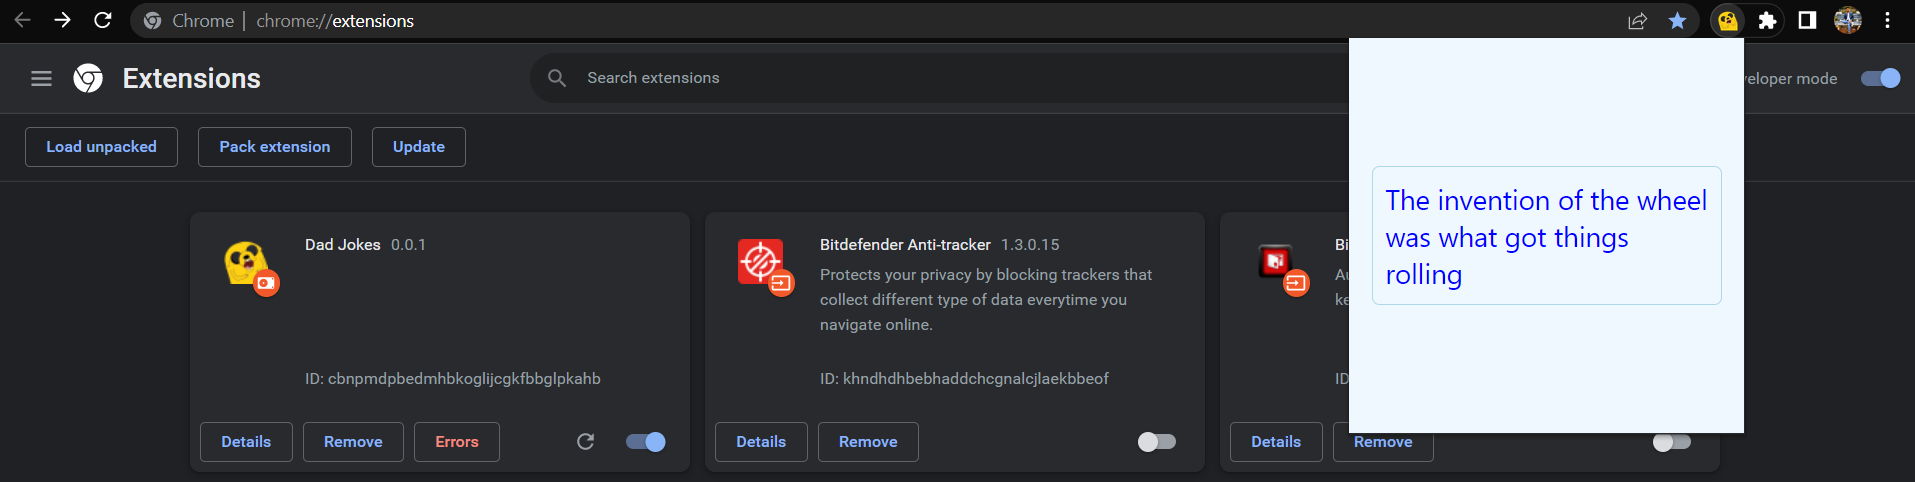 Chrome | chrome://extensions
Extensions
Search extensions
veloper mode
Load unpacked
Pack extension
Update
The invention of the wheel
was what got things
rolling
Dad Jokes 0.0.1
ID: cbnpmdpbedmhbkoglijcgkfbbglpkahb
Details
Remove
Errors
Bitdefender Anti-tracker 1.3.0.15
Protects your privacy by blocking trackers that
collect different type of data everytime you
navigate online.
ID: khndhdhbebhaddchcgnalcjlaekbbeof
Details
Remove
Bi
Au
ke
ID
Details
Remove